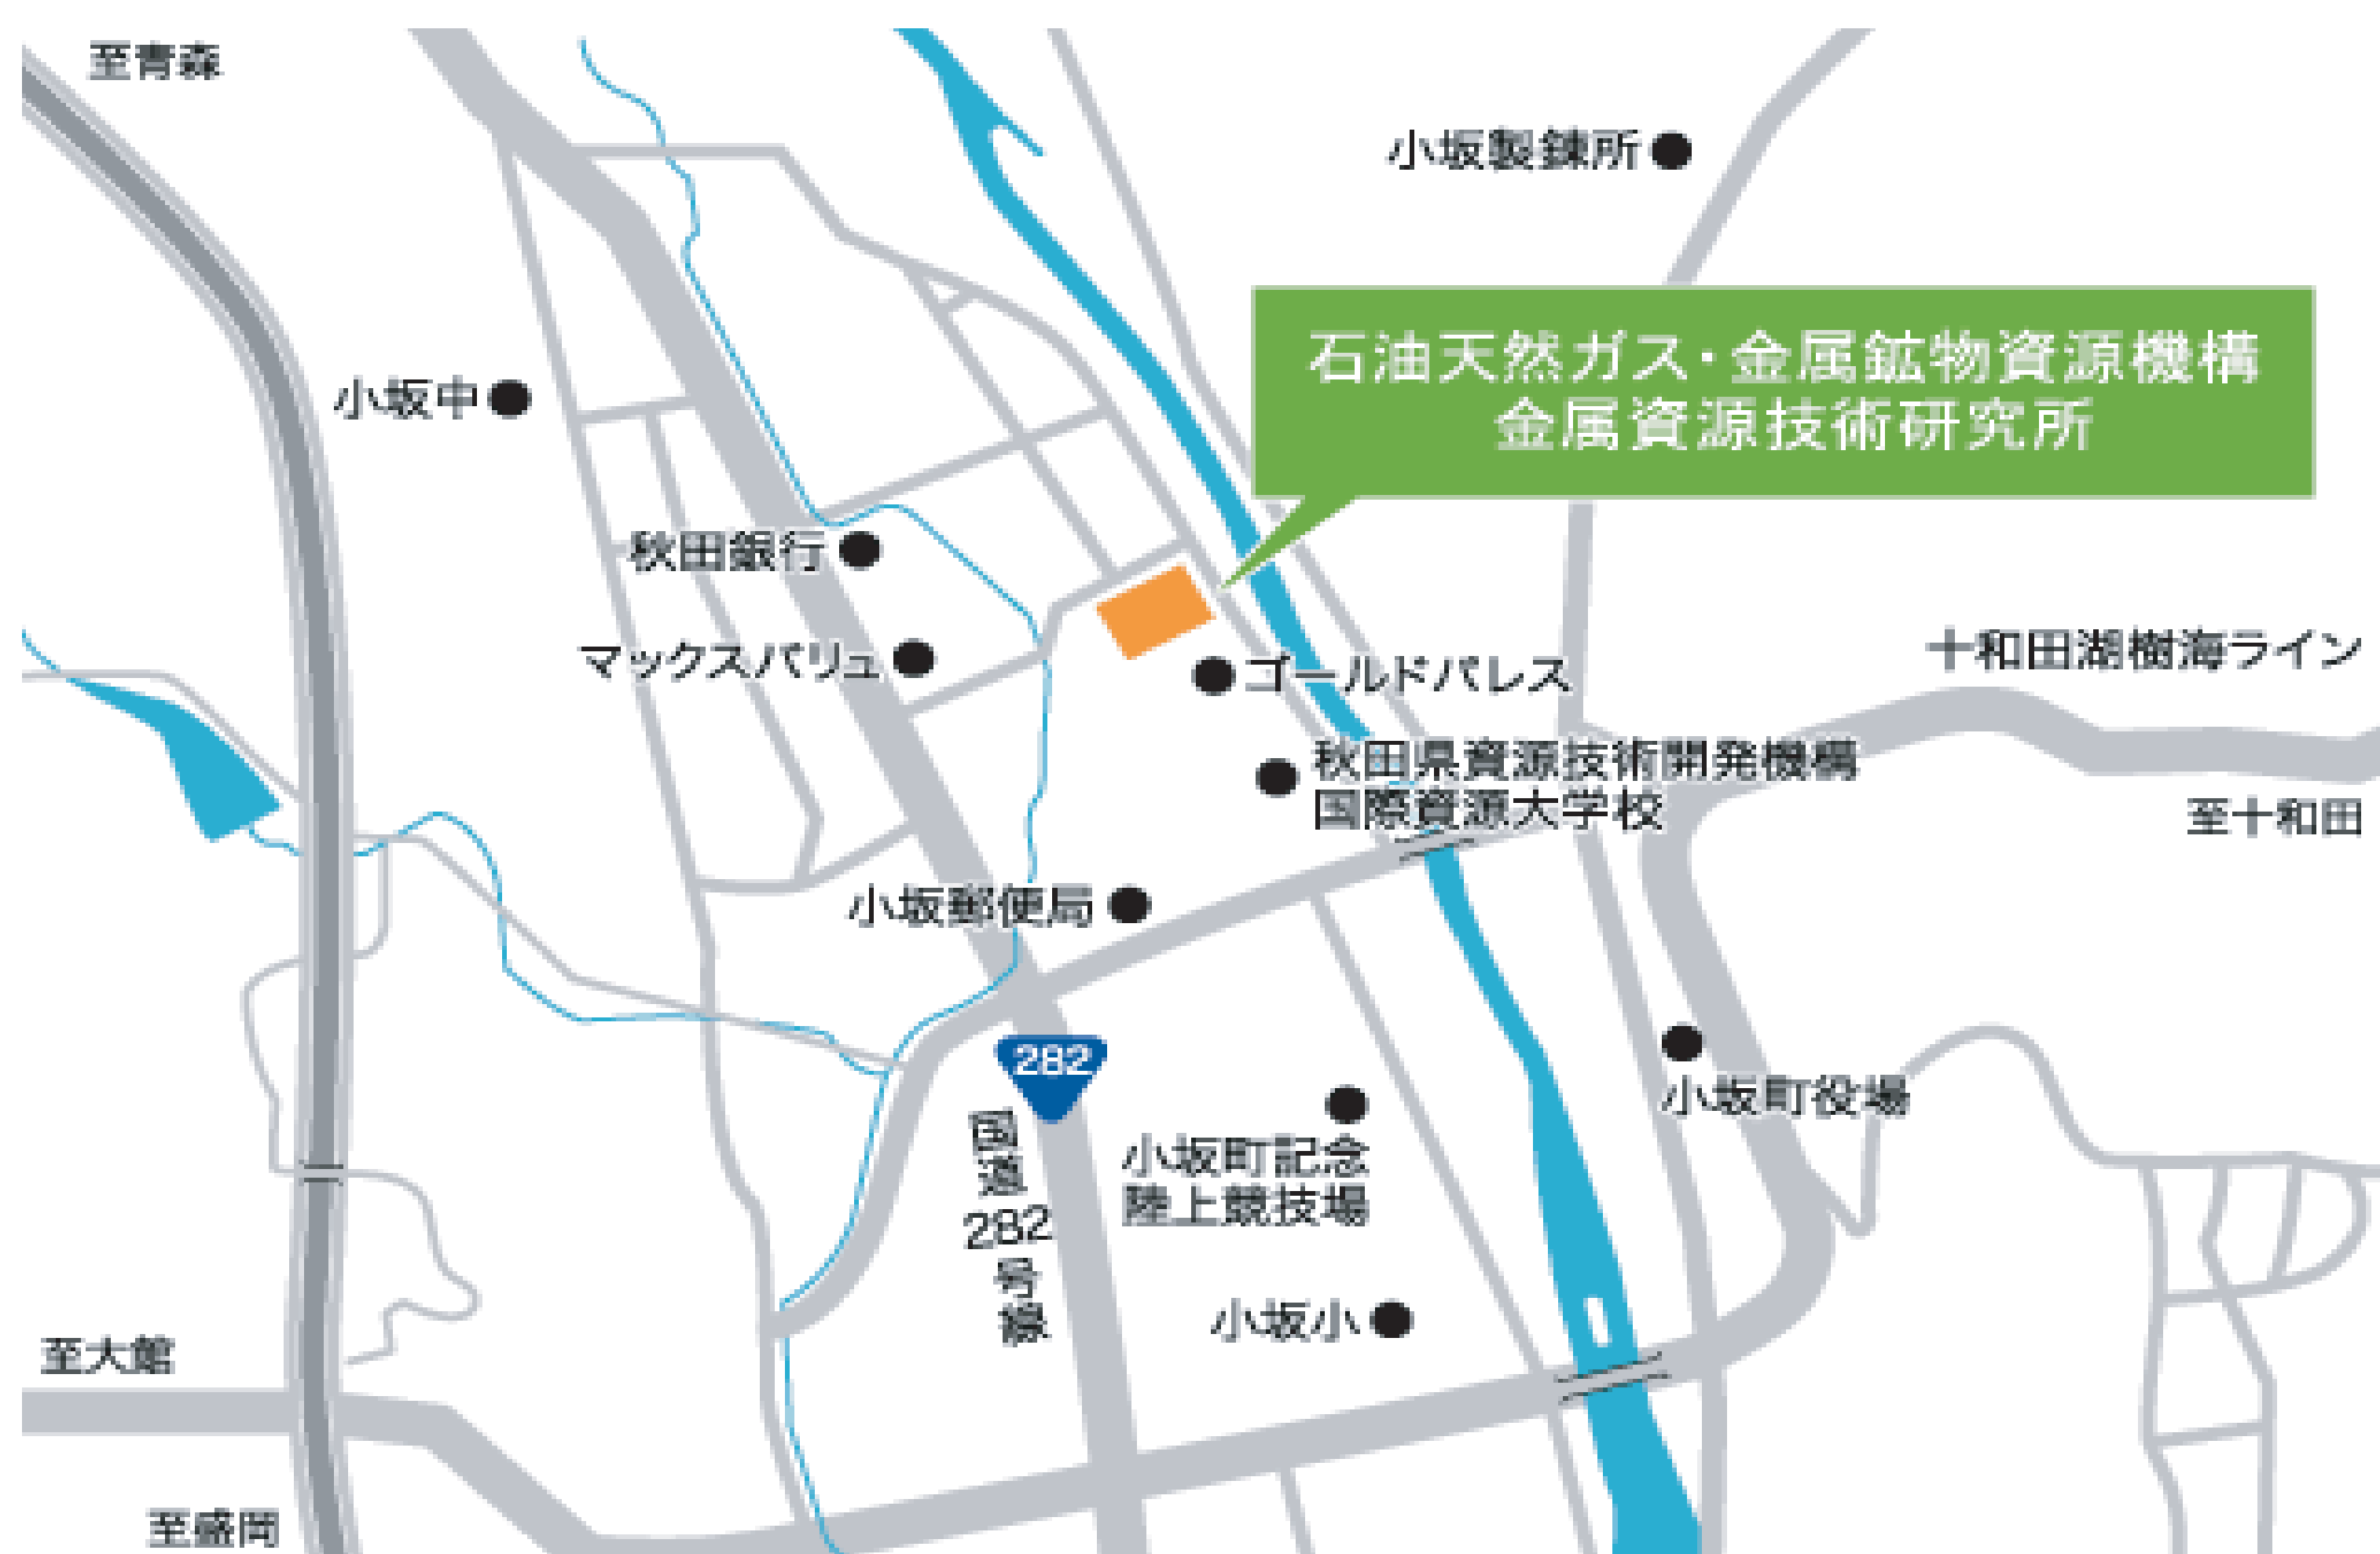 至青森
小坂製錬所
石油天然ガス・金属鉱物資源機構
金属資源技術研究所
小坂中
秋田銀行
マックスバリュ
ゴールドパレス
十和田湖樹海ライン
秋田県資源技術開発機構
国際資源大学校
至十和田
小坂郵便局
282
小坂町役場
国道282号線
小坂町記念
陸上競技場
小坂小
至大館
至盛岡